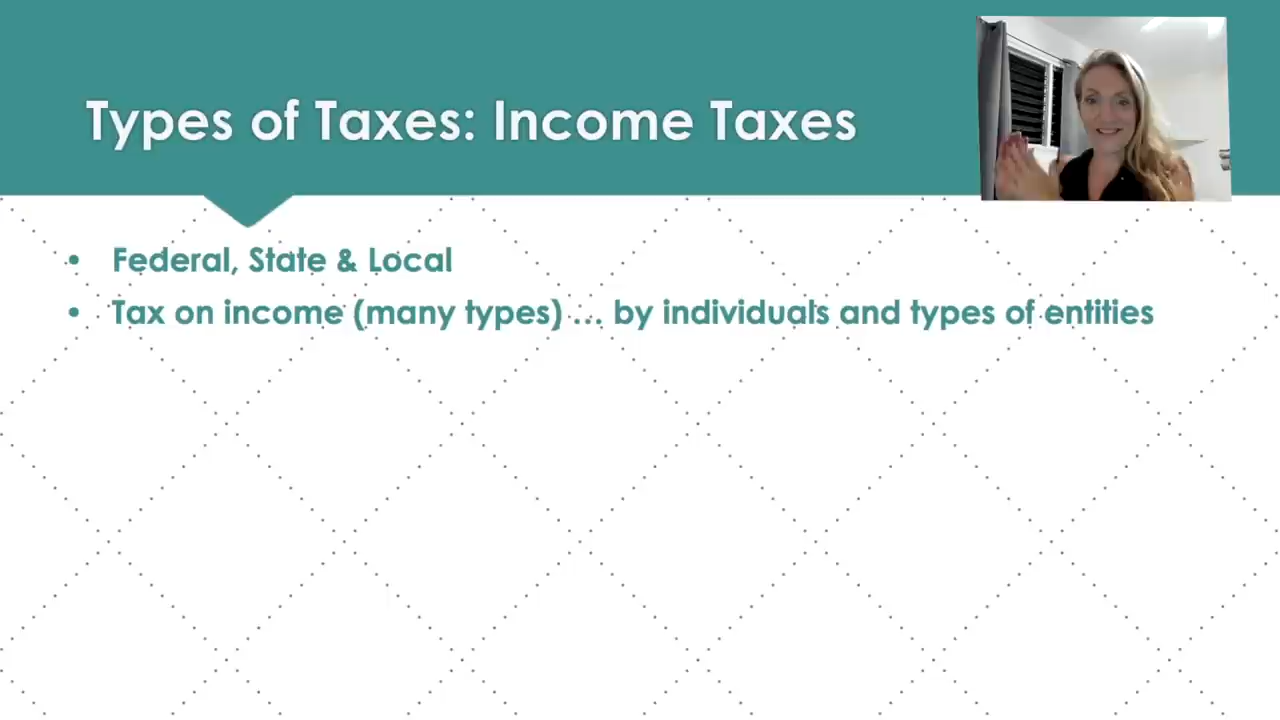 Types of Taxes: Income Taxes
• Federal, State & Local
• Tax on income (many types) … by individuals and types of entities